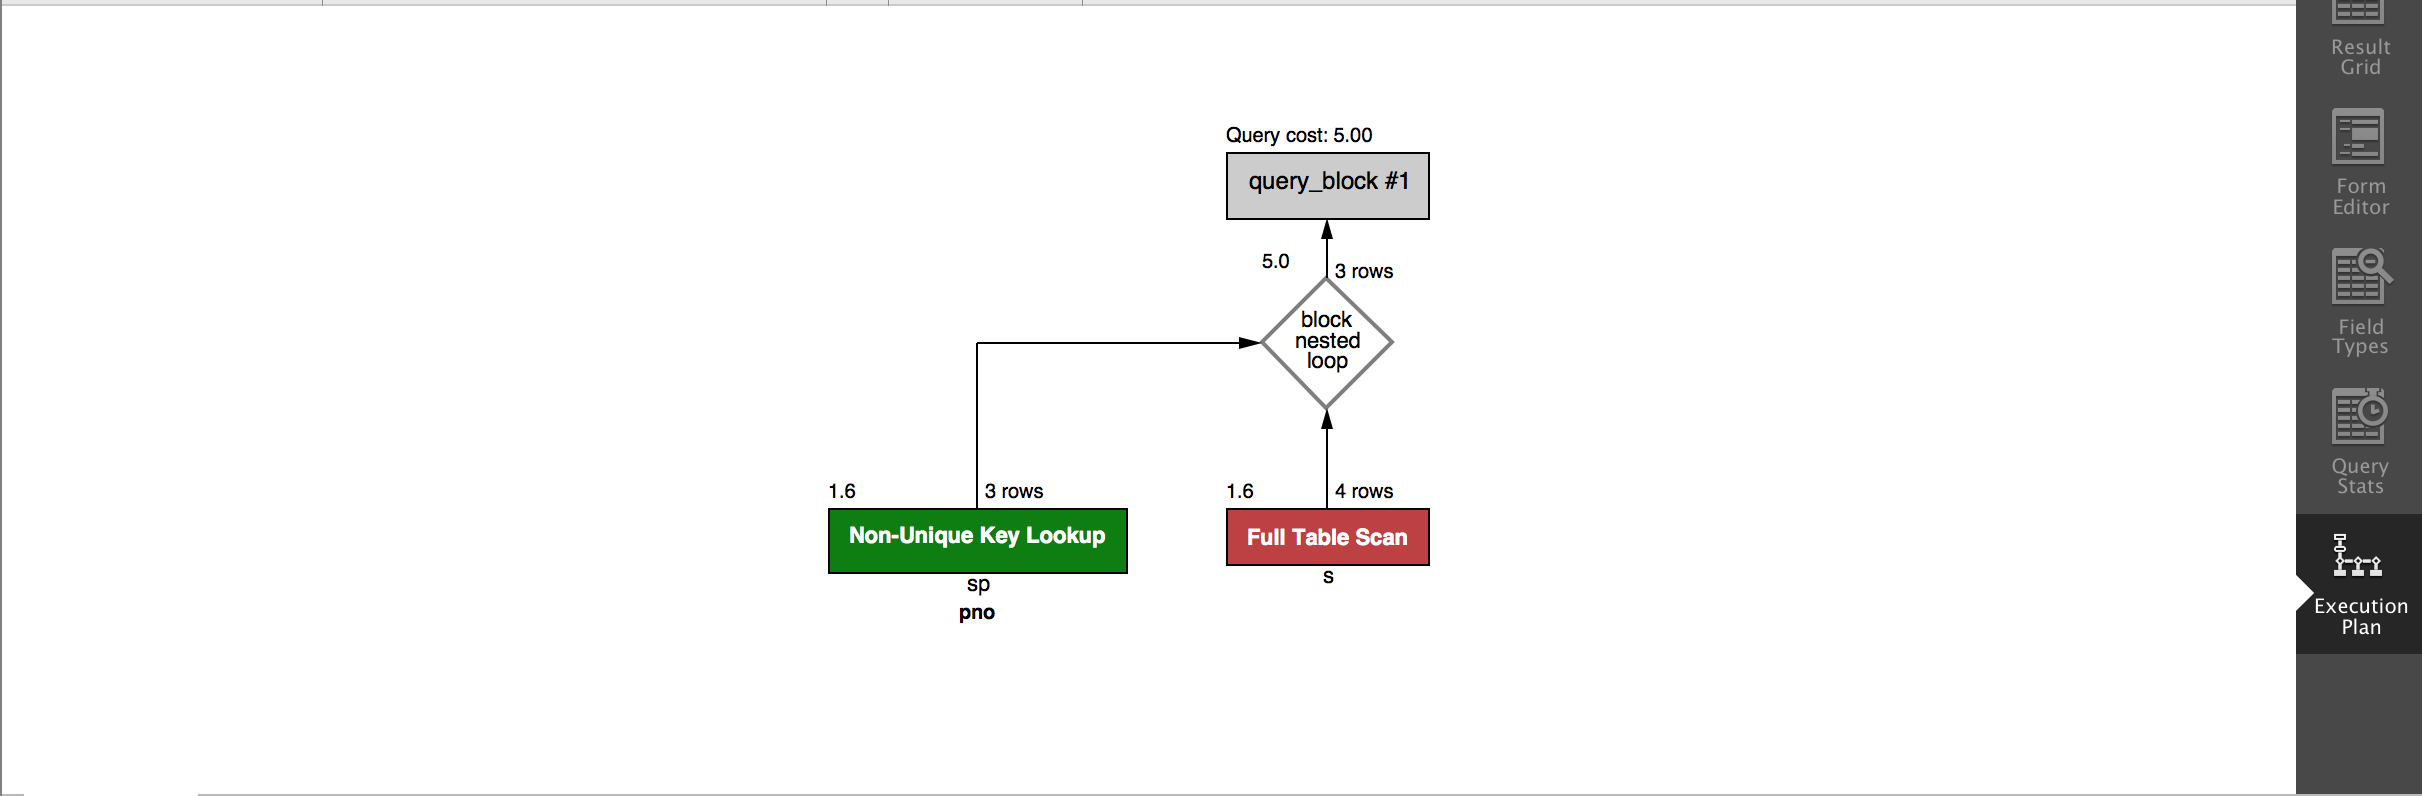 Query cost: 5.00
query_block #1
5.0
3 rows
block
nested
loop
1.6
3 rows
Non-Unique Key Lookup
sp
pno
1.6
4 rows
Full Table Scan
s
Result
Grid
Form
Editor
Field
Types
Query
Stats
Execution
Plan